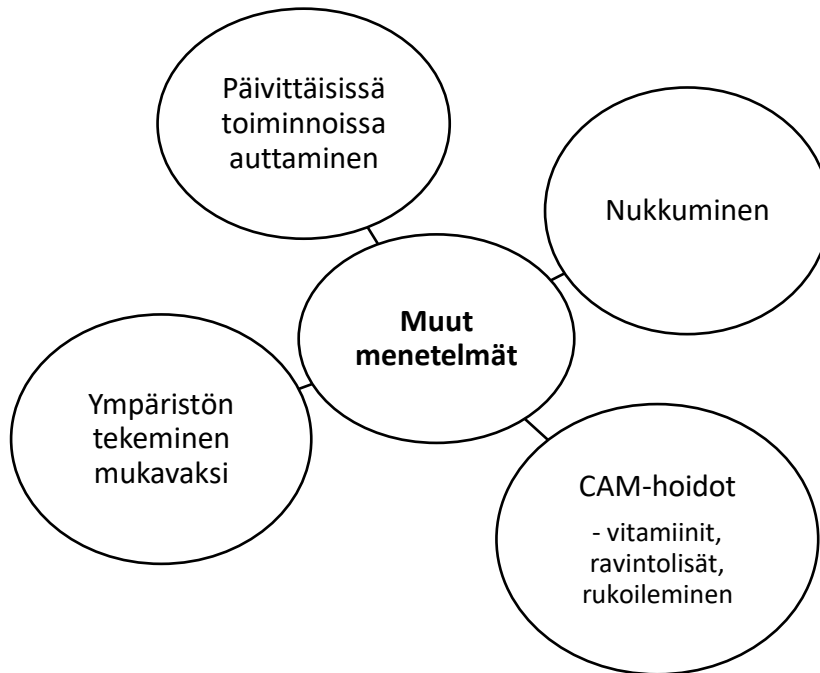 Päivittäisissä
toiminnoissa
auttaminen
Nukkuminen
Muut
menetelmät
Ympäristön
tekeminen
mukavaksi
CAM-hoidot
- vitamiinit,
ravintolisät,
rukoileminen